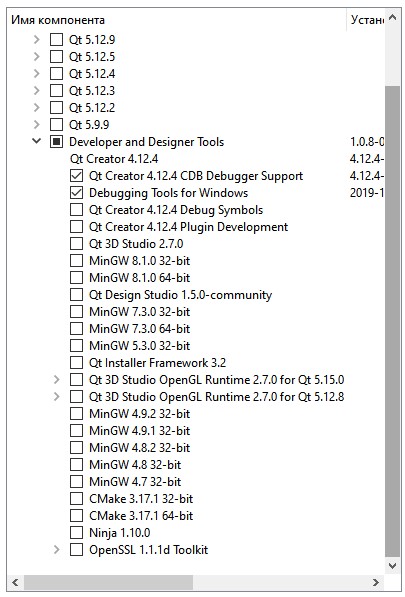 Имя компонента Устано
Qt 5.12.9
Qt 5.12.5
Qt 5.12.4
Qt 5.12.3
Qt 5.12.2
Qt 5.9.9
Developer and Designer Tools 1.0.8-0
Qt Creator 4.12.4 4.12.4-
Qt Creator 4.12.4 CDB Debugger Support 4.12.4-
Debugging Tools for Windows 2019-1
Qt Creator 4.12.4 Debug Symbols
Qt Creator 4.12.4 Plugin Development
Qt 3D Studio 2.7.0
MinGW 8.1.0 32-bit
MinGW 8.1.0 64-bit
Qt Design Studio 1.5.0-community
MinGW 7.3.0 32-bit
MinGW 7.3.0 64-bit
MinGW 5.3.0 32-bit
Qt Installer Framework 3.2
Qt 3D Studio OpenGL Runtime 2.7.0 for Qt 5.15.0
Qt 3D Studio OpenGL Runtime 2.7.0 for Qt 5.12.8
MinGW 4.9.2 32-bit
MinGW 4.9.1 32-bit
MinGW 4.8.2 32-bit
MinGW 4.8 32-bit
MinGW 4.7 32-bit
CMake 3.17.1 32-bit
CMake 3.17.1 64-bit
Ninja 1.10.0
OpenSSL 1.1.1d Toolkit